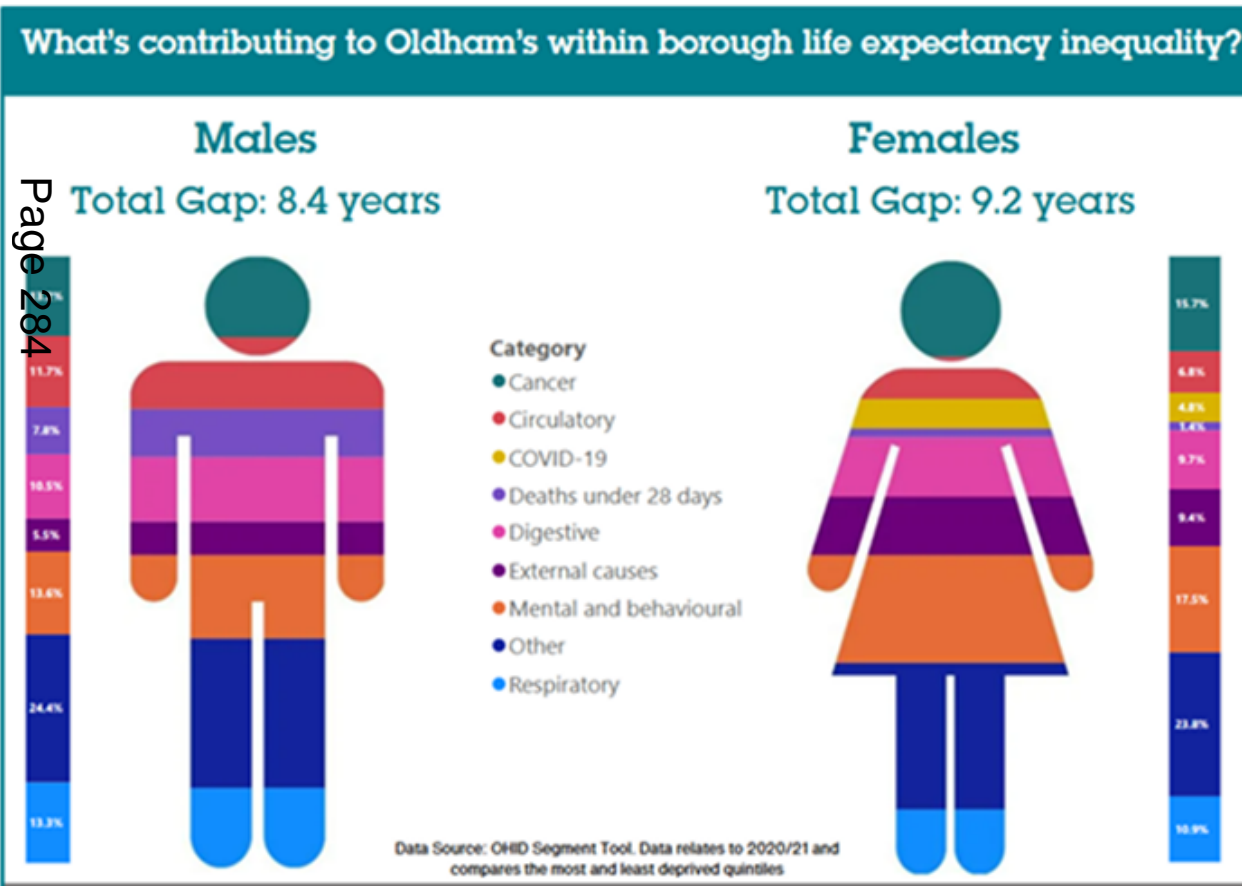 What's contributing to Oldham's within borough life expectancy inequality?
Males
Total Gap: 8.4 years
Females
Total Gap: 9.2 years
Page 284
11.7%
7.8%
10.5%
5.5%
13.6%
24.4%
13.3%
Category
Cancer
Circulatory
COVID-19
Deaths under 28 days
Digestive
External causes
Mental and behavioural
Other
Respiratory
15.7%
6.8%
4.8%
1.4%
9.7%
9.4%
17.5%
23.8%
10.9%
Data Source: OHID Segment Tool. Data relates to 2020/21 and
compares the most and least deprived quintiles